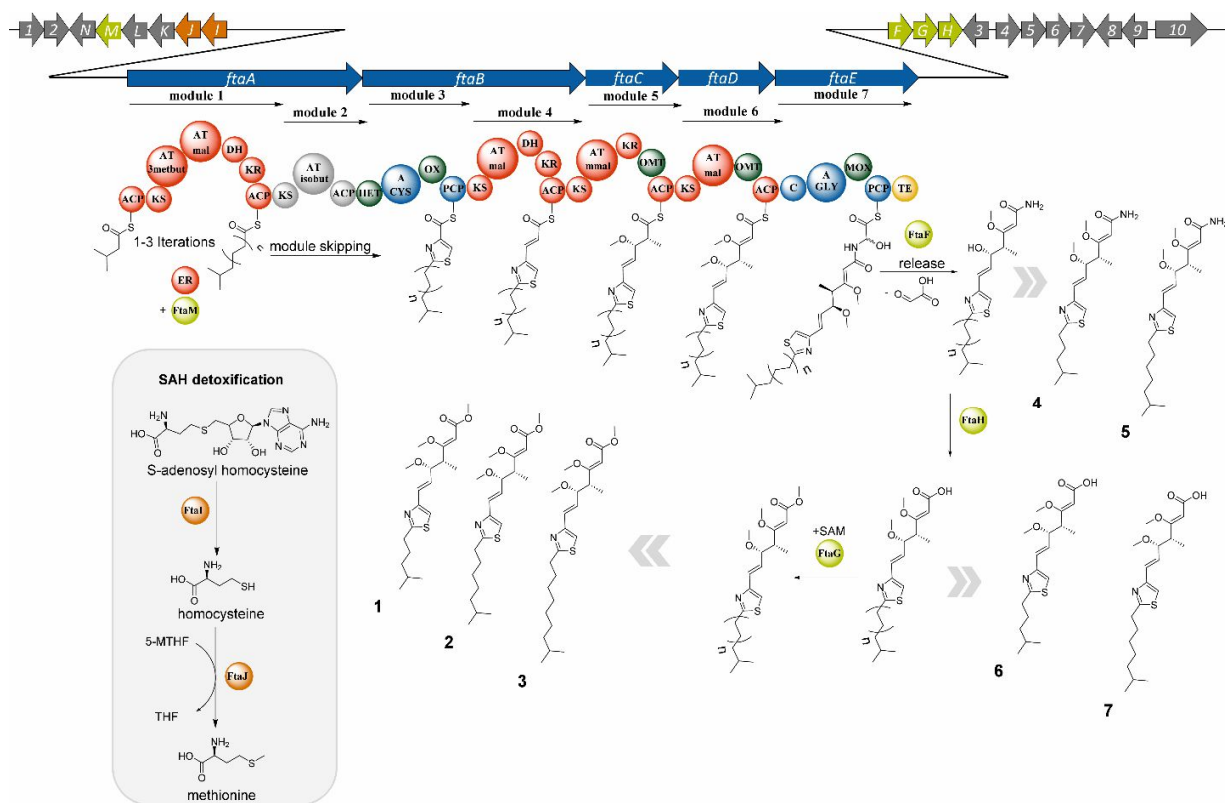 1 2 N M L K J I
F G H 3 4 5 6 7 8 9 10
ftaA ftaB ftaC ftaD ftaE
module 1 module 2 module 3 module 4 module 5 module 6 module 7
ACP KS AT 3metbut AT mal DH KR ACP KS AT isobut ACP HET A CYS OX PCP KS AT mal DH KR ACP KS AT mmal KR OMT ACP KS AT mal OMT ACP C A GLY MOX PCP TE
1-3 Iterations
module skipping
ER
+ FtaM
FtaF
release
-
4
5
SAH detoxification
S-adenosyl homocysteine
FtaI
homocysteine
5-MTHF
FtaJ
THF
methionine
FtaH
+SAM
FtaG
1
2
3
6
7